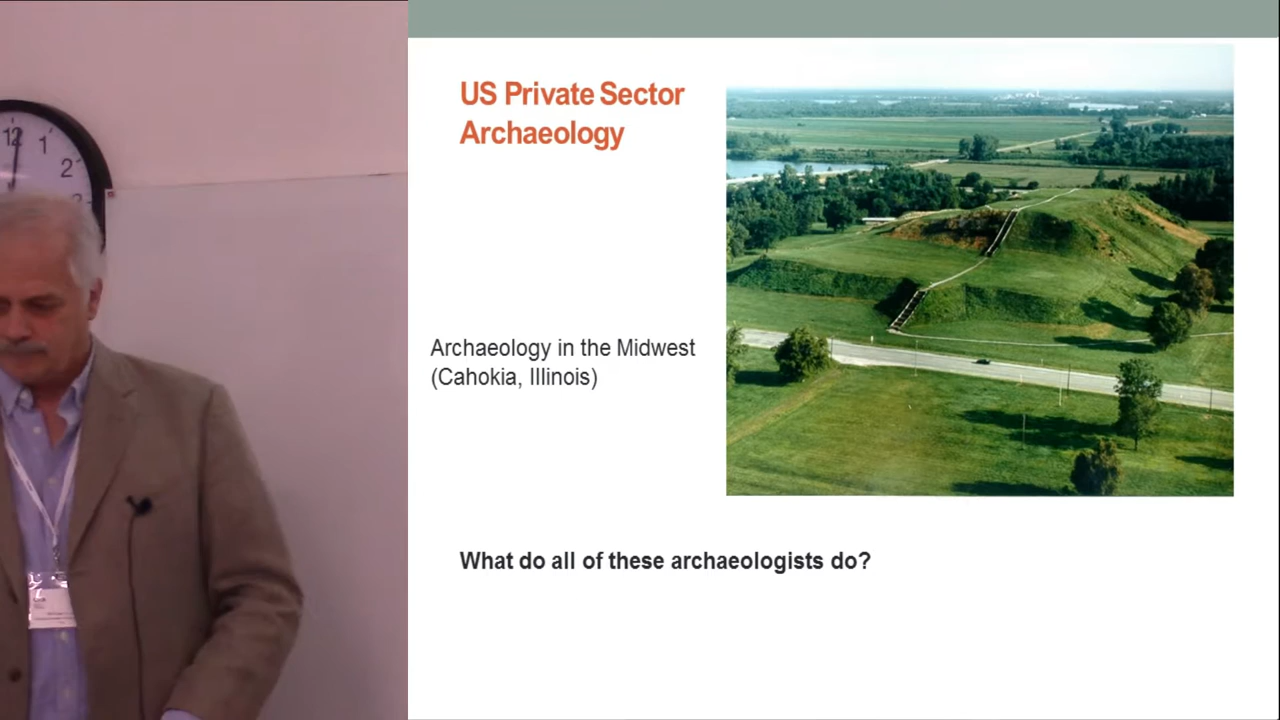 US Private Sector
Archaeology
Archaeology in the Midwest
(Cahokia, Illinois)
What do all of these archaeologists do?
12
1
2